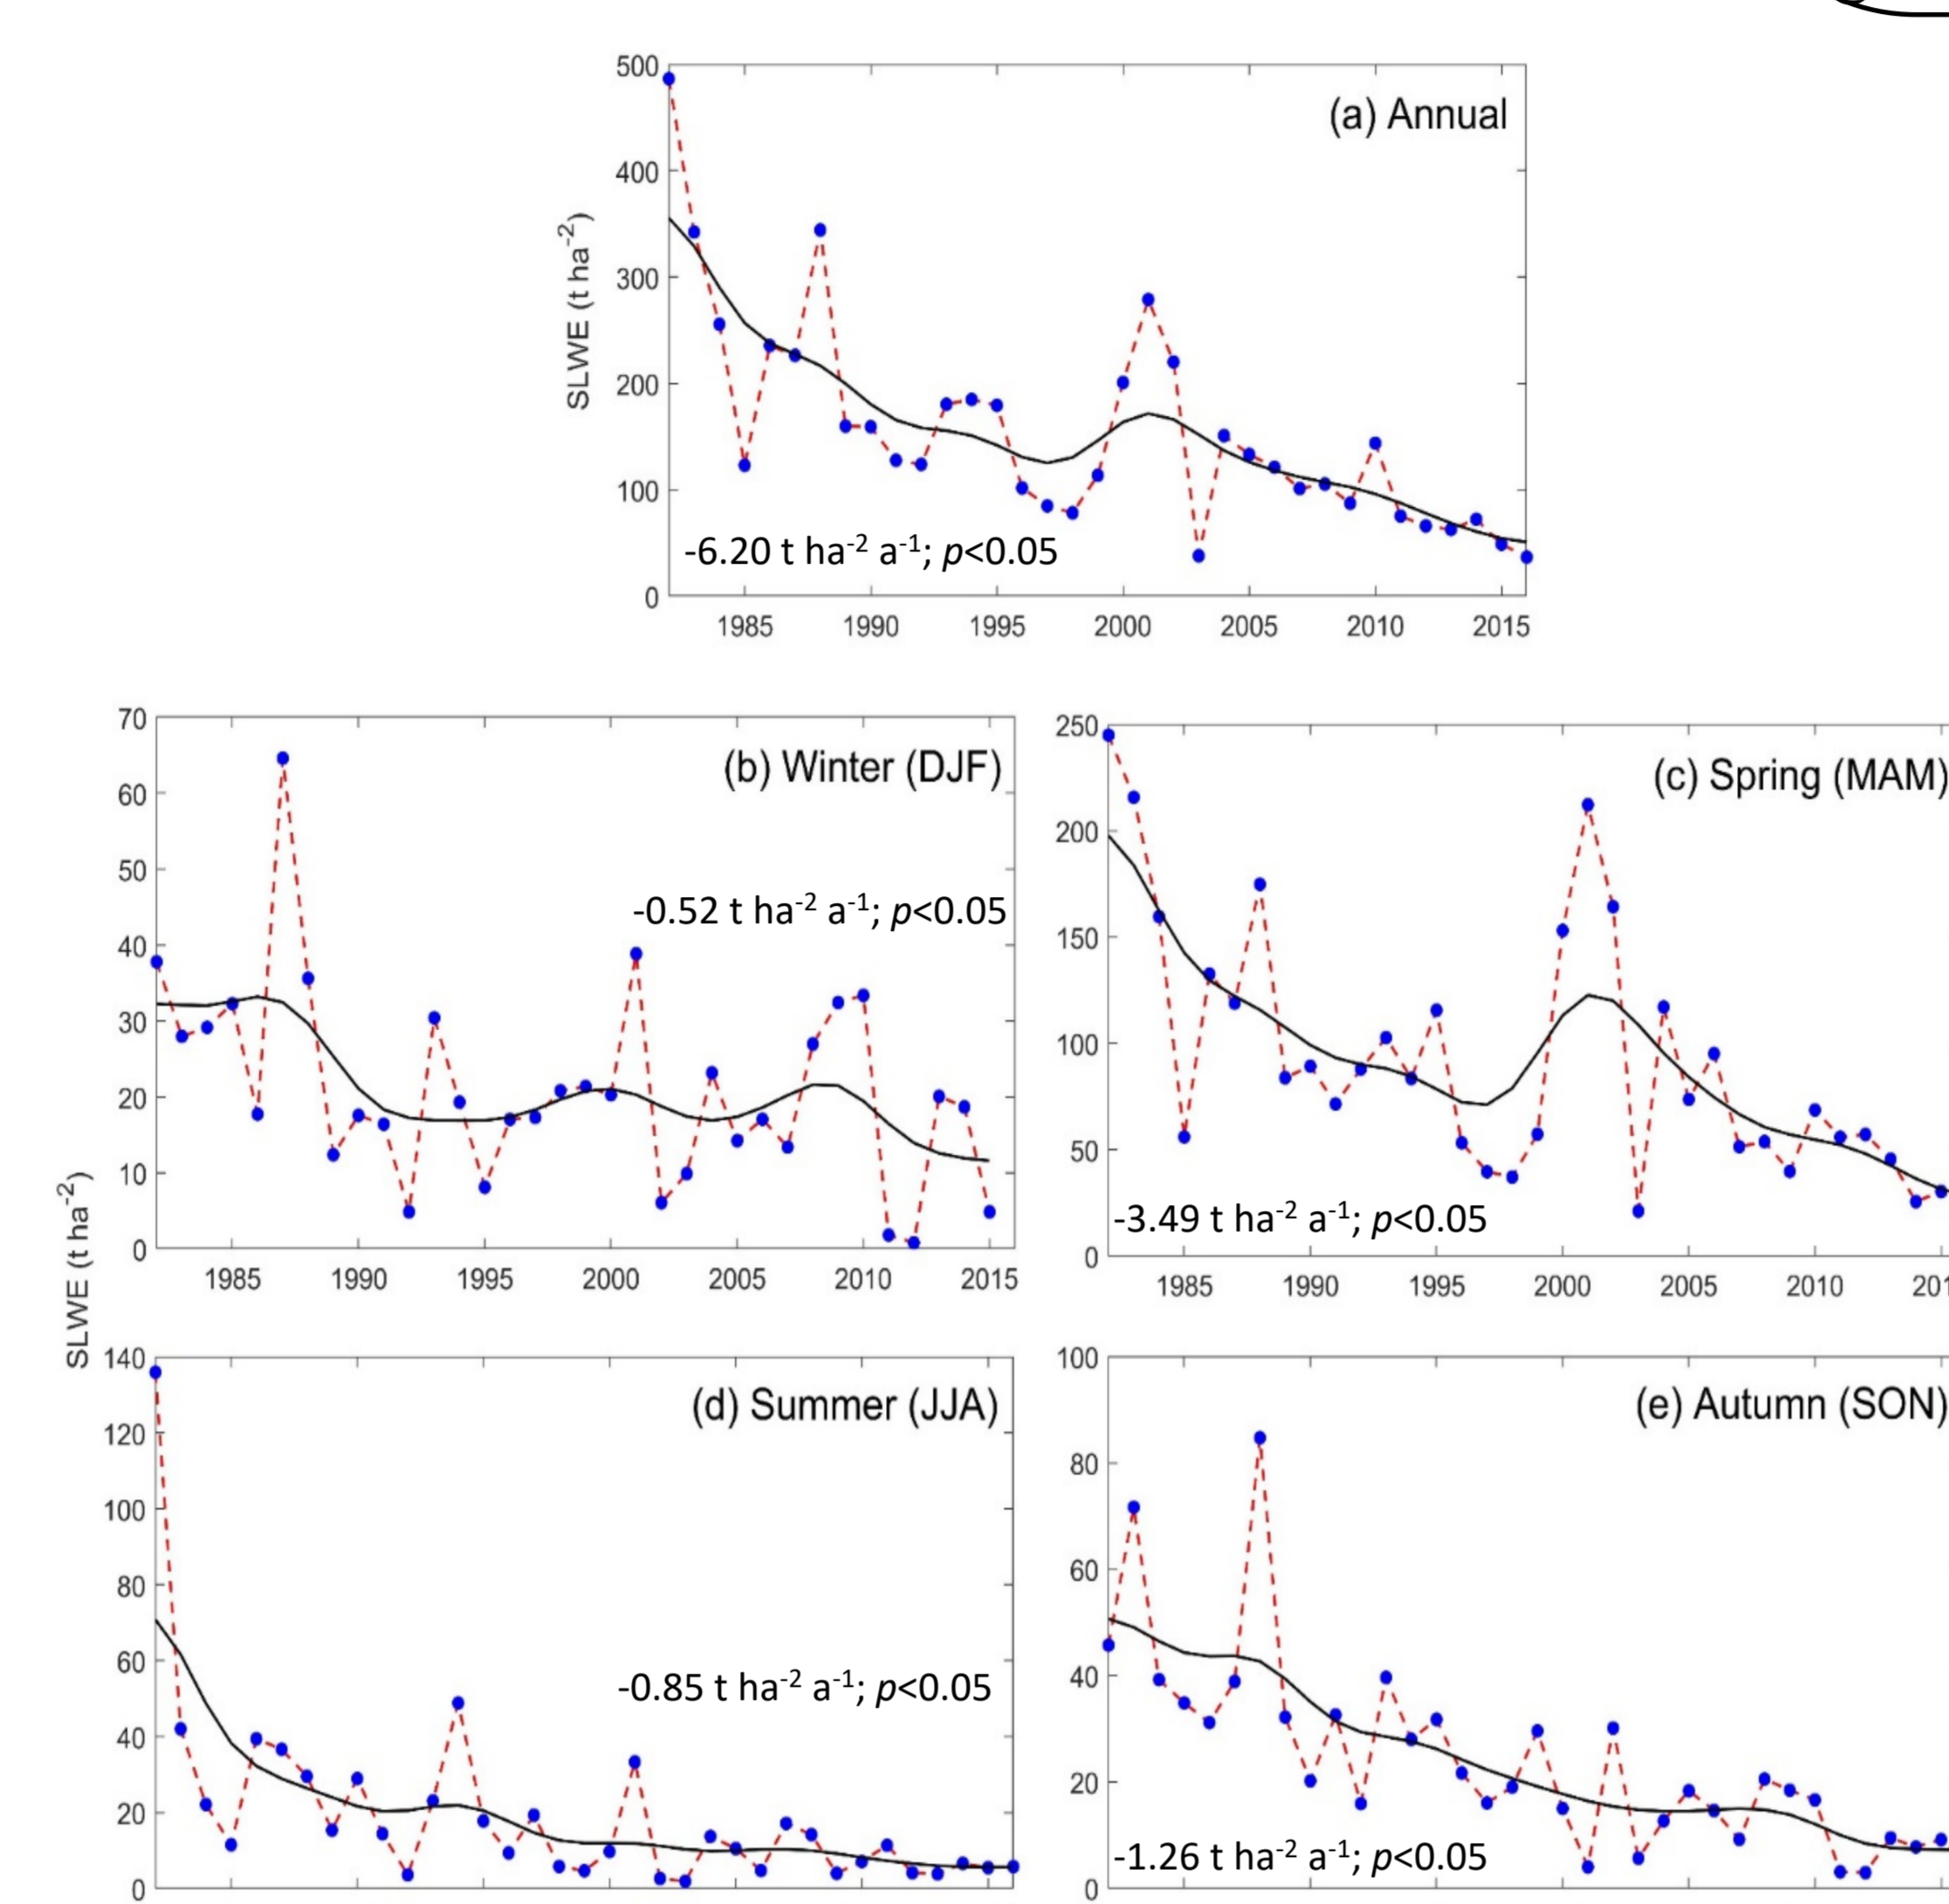 (a) Annual
SLWE (t ha-2)
500
400
300
200
100
0
-6.20 t ha-2 a-1; p<0.05
1985 1990 1995 2000 2005 2010 2015
SLWE (t ha-2)
(b) Winter (DJF)
70
60
50
40
30
20
10
0
-0.52 t ha-2 a-1; p<0.05
1985 1990 1995 2000 2005 2010 2015
(c) Spring (MAM)
250
200
150
100
50
0
-3.49 t ha-2 a-1; p<0.05
1985 1990 1995 2000 2005 2010
(d) Summer (JJA)
140
120
100
80
60
40
20
0
-0.85 t ha-2 a-1; p<0.05
(e) Autumn (SON)
100
80
60
40
20
0
-1.26 t ha-2 a-1; p<0.05